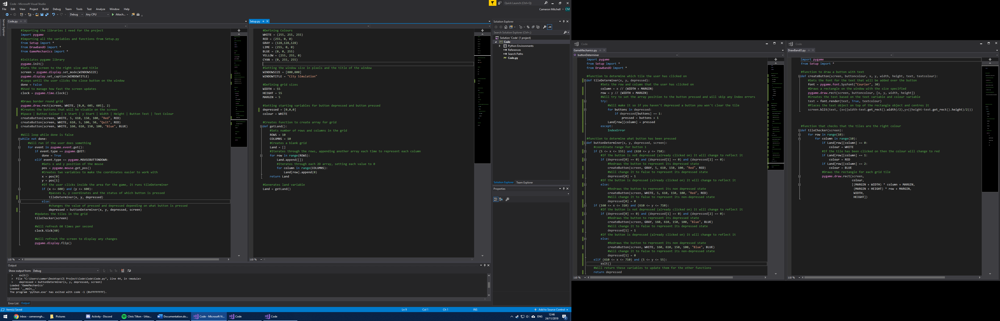 Code - Microsoft Visual Studio
Quick Launch (Ctrl+Q)
File Edit View Project Build Debug Team Tools Test Analyze Window Help
Cameron Mitchell CM
Debug Any CPU Attach...
Server Explorer
Code.py
#Importing the libraries I need for the project
import pygame
#Importing all the variables and functions from Setup.py
from Setup import *
from DrawBandO import *
from GameMechanics import *
#Initiates pygame library
pygame.init()
#Sets the screen to the right size and title
screen = pygame.display.set_mode(WINDOWSIZE)
pygame.display.set_caption(WINDOWTITLE)
#Loops until the user clicks the close button on the window
done = False
#Used to manage how fast the screen updates
clock = pygame.time.Clock()
#Draws border round grid
pygame.draw.rect(screen, WHITE, [0,0, 605, 605], 2)
#Creates the buttons that will be visable on the screen
#Space | Button Colour | x Start | y Start | Width | Height | Button Text | Text Colour
createButton(screen, WHITE, 5, 610, 150, 100, "Red", RED)
createButton(screen, WHITE, 610, 5, 100, 50, "Quit", RED)
createButton(screen, WHITE, 160, 610, 150, 100, "Blue", BLUE)
#Will loop while done is false
while not done:
#Will run if the user does something
for event in pygame.event.get():
if event.type == pygame.QUIT:
done = True
elif event.type == pygame.MOUSEBUTTONDOWN:
#Gets x and y position of the mouse
pos = pygame.mouse.get_pos()
#Creates two variables to make the coordinates easier to work with
x = pos[0]
y = pos[1]
#If the user clicks inside the area for the game, it runs tileDeterminer
if (x <= 600) and (y <= 600):
#passes x, y coordinates and the status of which button is pressed
tileDeterminer(x, y, depressed)
else:
#changes the value of pressed and depressed depending on what button is pressed
depressed = buttonDeterminer(x, y, depressed, screen)
#Updates the tiles in the grid
tileChecker(screen)
#Will refresh 60 times per second
clock.tick(60)
#Will refresh the screen to display any changes
pygame.display.flip()
110 %
Setup.py
#Defining Colours
WHITE = (255, 255, 255)
RED = (255, 0, 0)
GRAY = (128,128,128)
LIME = (255, 0, 0)
BLUE = (0, 0, 255)
YELLOW = (255, 255, 0)
CYAN = (0, 255, 255)
#Setting the window size in pixels and the title of the window
WINDOWSIZE = [800,800]
WINDOWTITLE = "City Simulation"
#Defining grid sizes
WIDTH = 55
HEIGHT = 55
MARGIN = 5
#Setting starting variables for button depressed and button pressed
depressed = [0,0,0]
colour = WHITE
#Creates function to create array for grid
def getLand():
#Sets number of rows and columns in the grid
ROWS = 10
COLUMNS = 10
#Creates a blank grid
Land = []
#Iterates through the rows, appending another array each time to represent each column
for row in range(ROWS):
Land.append([])
#Iterates through each 2D array, setting each value to 0
for column in range(COLUMNS):
Land[row].append(0)
return Land
#Generates land variable
Land = getLand()
110 %
Solution Explorer
Search Solution Explorer (Ctrl+;)
Solution 'Code' (1 project)
Code
Python Environments
References
Search Paths
Code.py
Solution Explorer Team Explorer
Properties
Output
Show output from: Debug
> exit()
> File "C:\Users\camer\Desktop\CS Project\Code\Code\Code.py", line 44, in <module>
> depressed = buttonDeterminer(x, y, depressed, screen)
Loaded 'GameMechanics'
Loaded '__main__'
The program 'python.exe' has exited with code -1 (0xffffffff).
Error List Output
Item(s) Saved Ln 9 Col 1 Ch 1 INS Add to Source Control
Inbox - camerongh... Pictures Activity - Discord Chris Tilton - Urba... Documentation.do... Code - Microsoft Vi... Code Code
ENG 12:46
24/11/2019 2
Code
GameMechanics.py
buttonDeterminer
import pygame
from Setup import *
from DrawBandO import *
#function to determine which tile the user has clicked on
def tileDeterminer(x, y, depressed):
#Sets the row and column that the user has clicked on
column = x // (WIDTH + MARGIN)
row = y // (WIDTH + MARGIN)
#Will try to set the array position to the button pressed and will skip any Index errors
try:
#Will make it so if you haven't depressed a button you won't clear the tile
for buttons in depressed:
if depressed[buttons] == 1:
pressed = buttons + 1
Land[row][column] = pressed
except:
IndexError
#function to determine what button has been pressed
def buttonDeterminer(x, y, depressed, screen):
#coordinate range for button 1
if (5 <= x <= 155) and (610 <= y <= 710):
#If the button is not depressed (already clicked on) it will change to reflect it
if (depressed[0] == 0) and (depressed[1] == 0) and (depressed[2] == 0):
#Redraws the button to represent its depressed state
createButton(screen, GRAY, 5, 610, 150, 100, "Red", RED)
#Will change it to false to represent its depressed state
depressed[0] = 1
#If the button is depressed (already clicked on) it will change to reflect it
else:
#Redraws the button to represent its non depressed state
createButton(screen, WHITE, 5, 610, 150, 100, "Red", RED)
#Will change it to false to represent its non-depressed state
depressed[0] = 0
if (160 <= x <= 310) and (610 <= y <= 710):
#If the button is not depressed (already clicked on) it will change to reflect it
if (depressed[0] == 0) and (depressed[1] == 0) and (depressed[2] == 0):
#Redraws the button to represent its depressed state
createButton(screen, GRAY, 160, 610, 150, 100, "Blue", BLUE)
#Will change it to false to represent its depressed state
depressed[1] = 1
#If the button is depressed (already clicked on) it will change to reflect it
else:
#Redraws the button to represent its non depressed state
createButton(screen, WHITE, 160, 610, 150, 100, "Blue", BLUE)
#Will change it to false to represent its non-depressed state
depressed[1] = 0
elif (610 <= x <= 710) and (5 <= y <= 55):
exit()
#Will return these variables to update them for the other functions
return depressed
110 %
Code
DrawBandO.py
import pygame
from Setup import *
#function to draw a button with text
def createButton(screen, buttoncolour, x, y, width, height, text, textcolour):
#Sets the font for the text that will be added over the button
font = pygame.font.SysFont("Courier", 30)
#Draws a rectangle on the window with the size specified
pygame.draw.rect(screen, buttoncolour, [x, y, width, height])
#Creates the text based on the text variable and colour variable
text = font.render(text, True, textcolour)
#Places the text object on top of the rectangle object and centres it
screen.blit(text, (x+((width-text.get_rect().width)/2),y+((height-text.get_rect().height)/2)))
#function that checks that the tiles are the right colour
def tileChecker(screen):
for row in range(10):
for column in range(10):
if Land[row][column] == 0:
colour = WHITE
#If the tile has been clicked on then the colour will change to red
if Land[row][column] == 1:
colour = RED
if Land[row][column] == 2:
colour = BLUE
#Draws the rectangle for each grid tile
pygame.draw.rect(screen,
colour,
[(MARGIN + WIDTH) * column + MARGIN,
(MARGIN + HEIGHT) * row + MARGIN,
WIDTH,
HEIGHT])
110 %